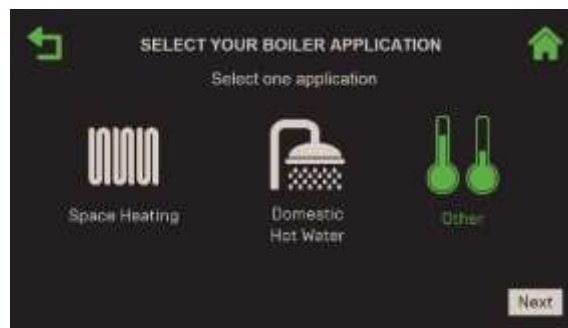 SELECT YOUR BOILER APPLICATION
Select one application
Space Heating
Domestic
Hot Water
Other
Next